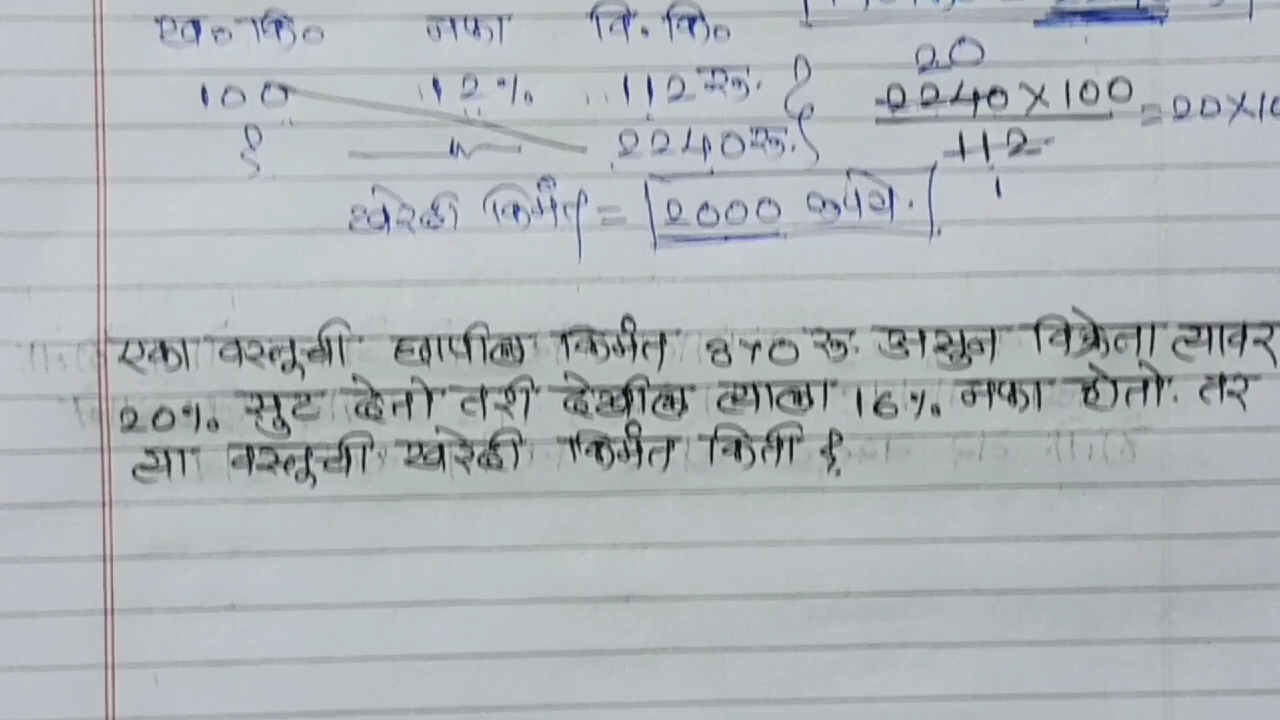 ख० कि० नफा वि. कि०
100 12% 112 रू.
2240 रू. 20
2240 X 100 = 20 X 10
112
1
खरेदी किंमत = 2000 रूपये.
एका वस्तूची छापील किंमत 870 रू. असून विक्रेता त्यावर
20% सुट देतो तरी देखील त्याला 16% नफा होतो. तर
त्या वस्तूची खरेदी किंमत किती ?